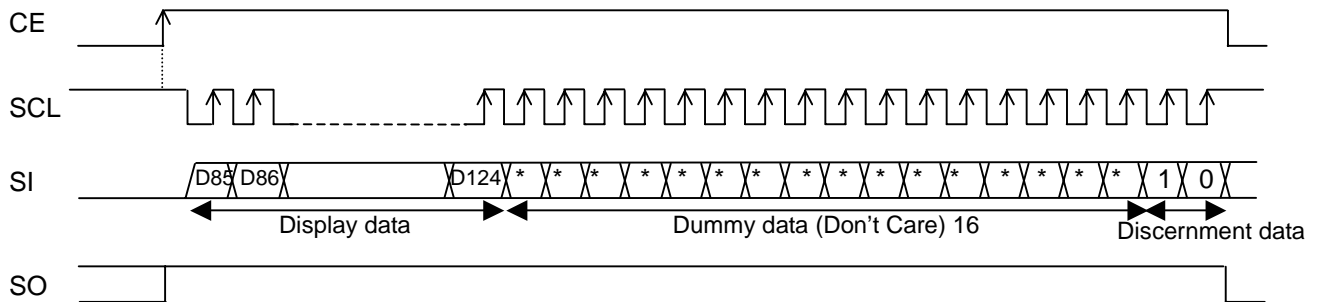 CE
SCL
SI D85 D86 D124 * * * * * * * * * * * * * * * * 1 0
Display data Dummy data (Don't Care) 16 Discernment data
SO